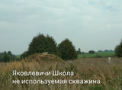 Яковлевичи Школа
не используемая скважина